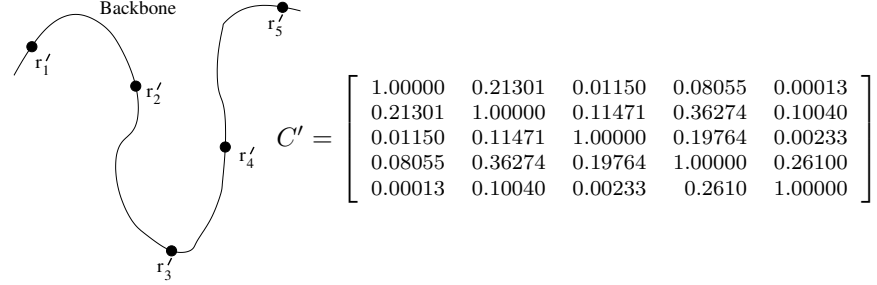 Backbone
r′1
r′2
r′3
r′4
r′5
C′ =
1.00000 0.21301 0.01150 0.08055 0.00013
0.21301 1.00000 0.11471 0.36274 0.10040
0.01150 0.11471 1.00000 0.19764 0.00233
0.08055 0.36274 0.19764 1.00000 0.26100
0.00013 0.10040 0.00233 0.2610 1.00000